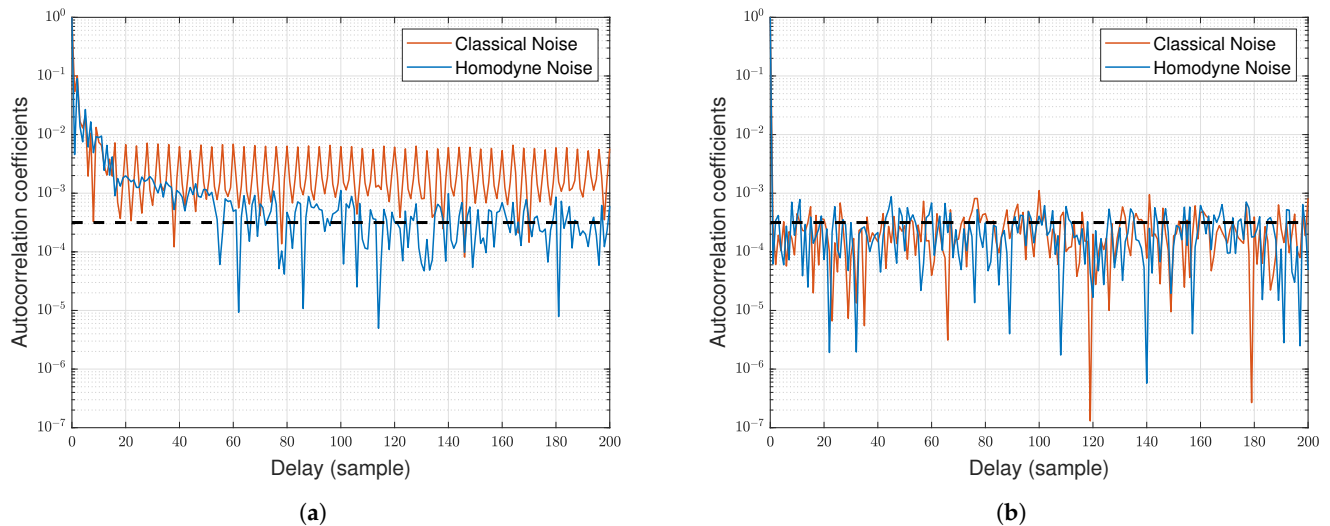 10^0
10^-1
10^-2
10^-3
10^-4
10^-5
10^-6
10^-7
Autocorrelation coefficients
Classical Noise
Homodyne Noise
0 20 40 60 80 100 120 140 160 180 200
Delay (sample)
(a)
10^0
10^-1
10^-2
10^-3
10^-4
10^-5
10^-6
10^-7
Autocorrelation coefficients
Classical Noise
Homodyne Noise
0 20 40 60 80 100 120 140 160 180 200
Delay (sample)
(b)